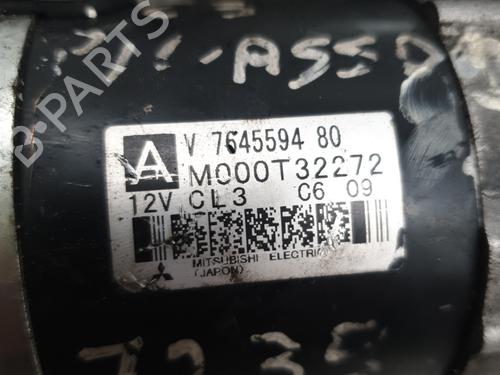 B-PARTS
A V 7645594 80
M000T32272
12V CL3 C6 09
MITSUBISHI ELECTRIC
(JAPON)